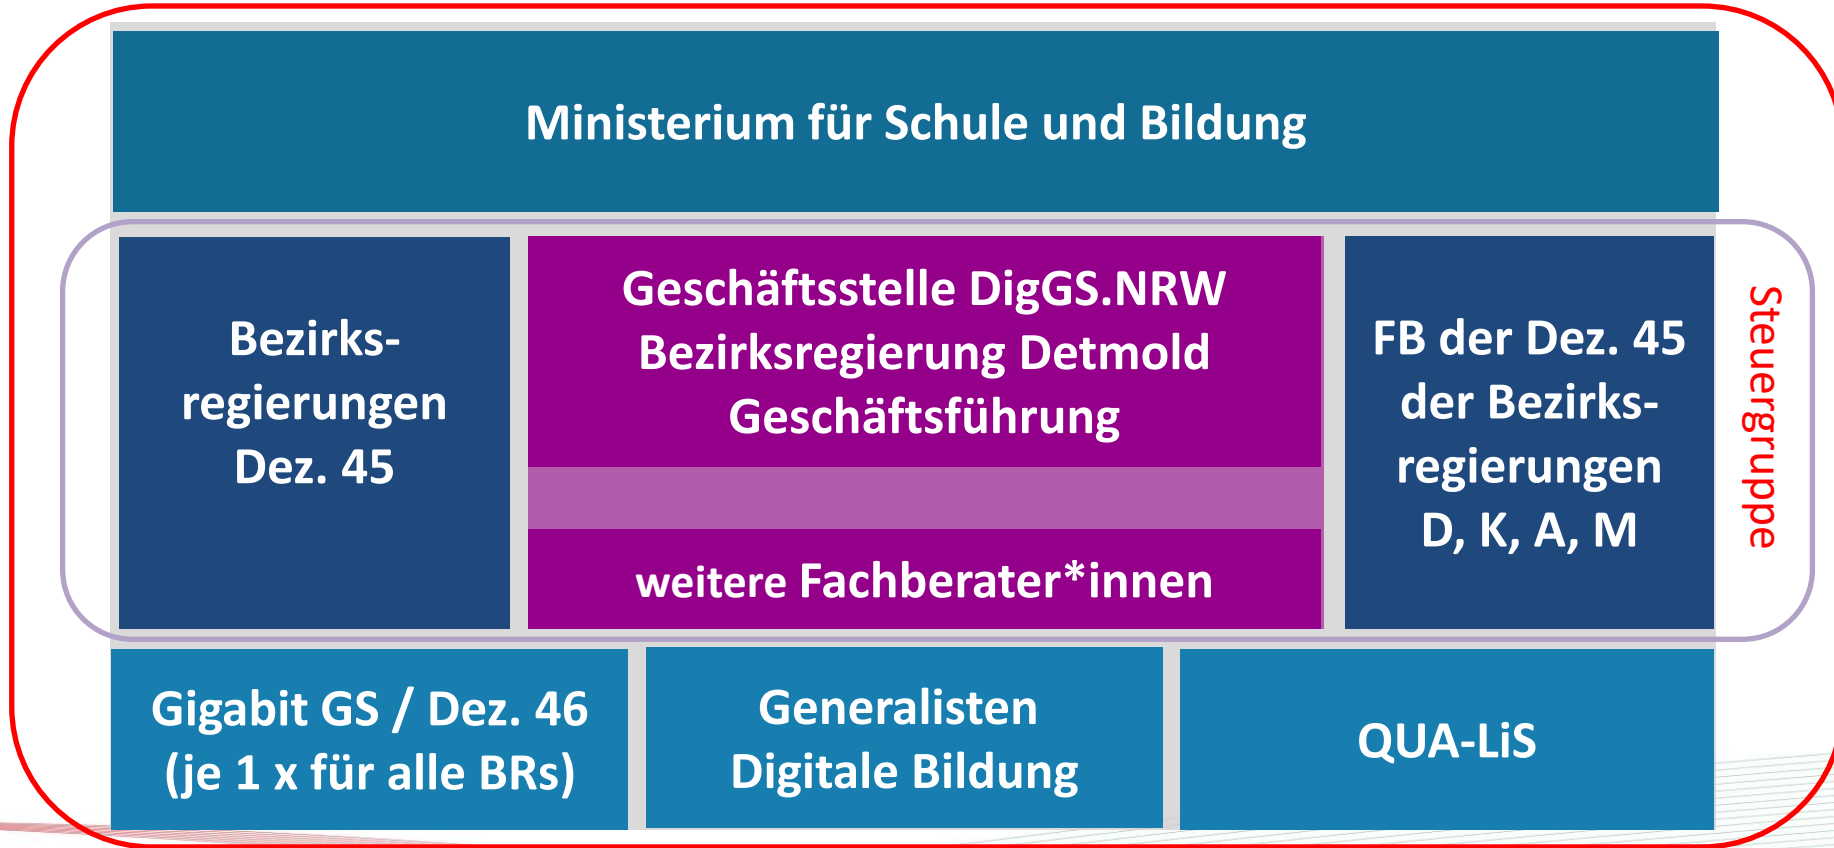 Ministerium für Schule und Bildung
Bezirks-
regierungen
Dez. 45
Geschäftsstelle DigGS.NRW
Bezirksregierung Detmold
Geschäftsführung
weitere Fachberater*innen
FB der Dez. 45
der Bezirks-
regierungen
D, K, A, M
Steuergruppe
Gigabit GS / Dez. 46
(je 1 x für alle BRs)
Generalisten
Digitale Bildung
QUA-LiS